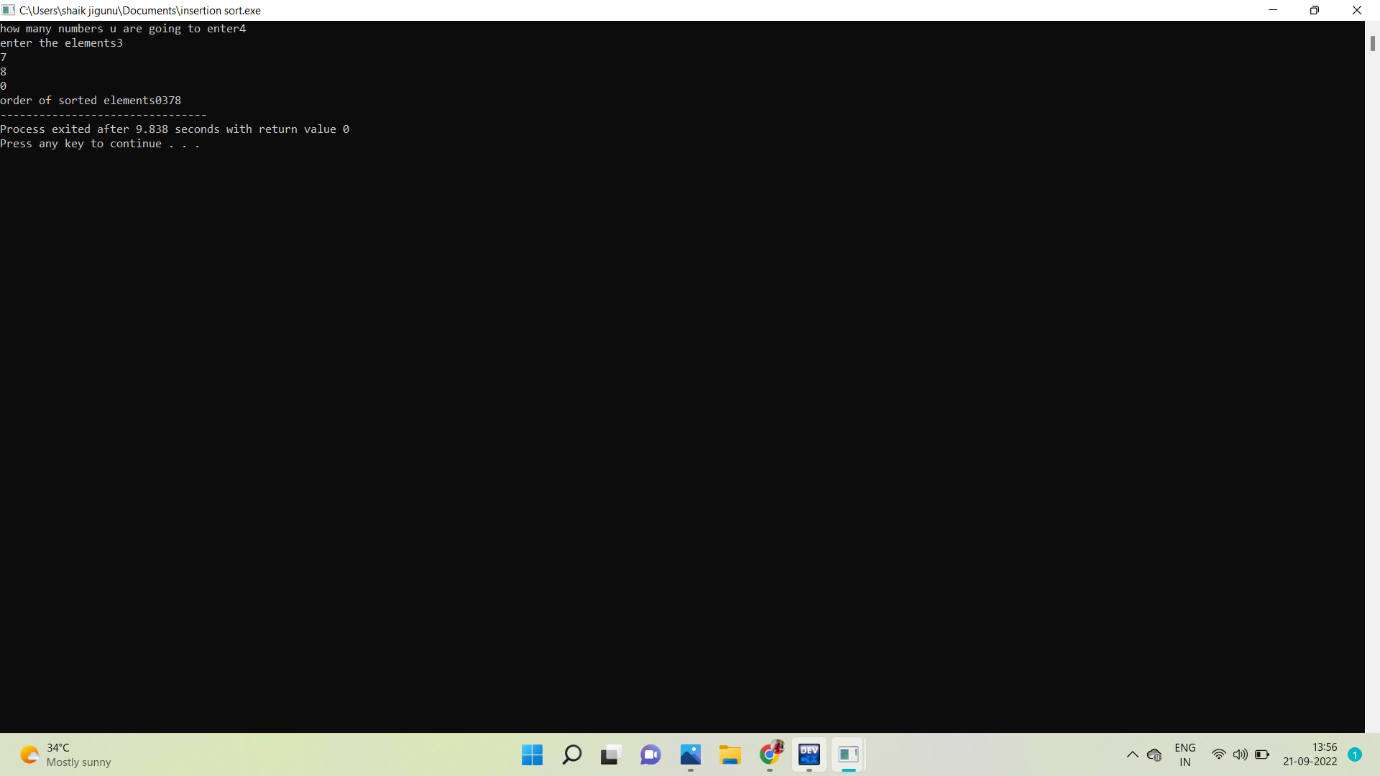 C:\Users\shaik jigunu\Documents\insertion sort.exe
how many numbers u are going to enter4
enter the elements3
7
8
0
order of sorted elements0378
--------------------------------
Process exited after 9.838 seconds with return value 0
Press any key to continue . . .
34°C
Mostly sunny
DEV
ENG
IN
13:56
21-09-2022
1